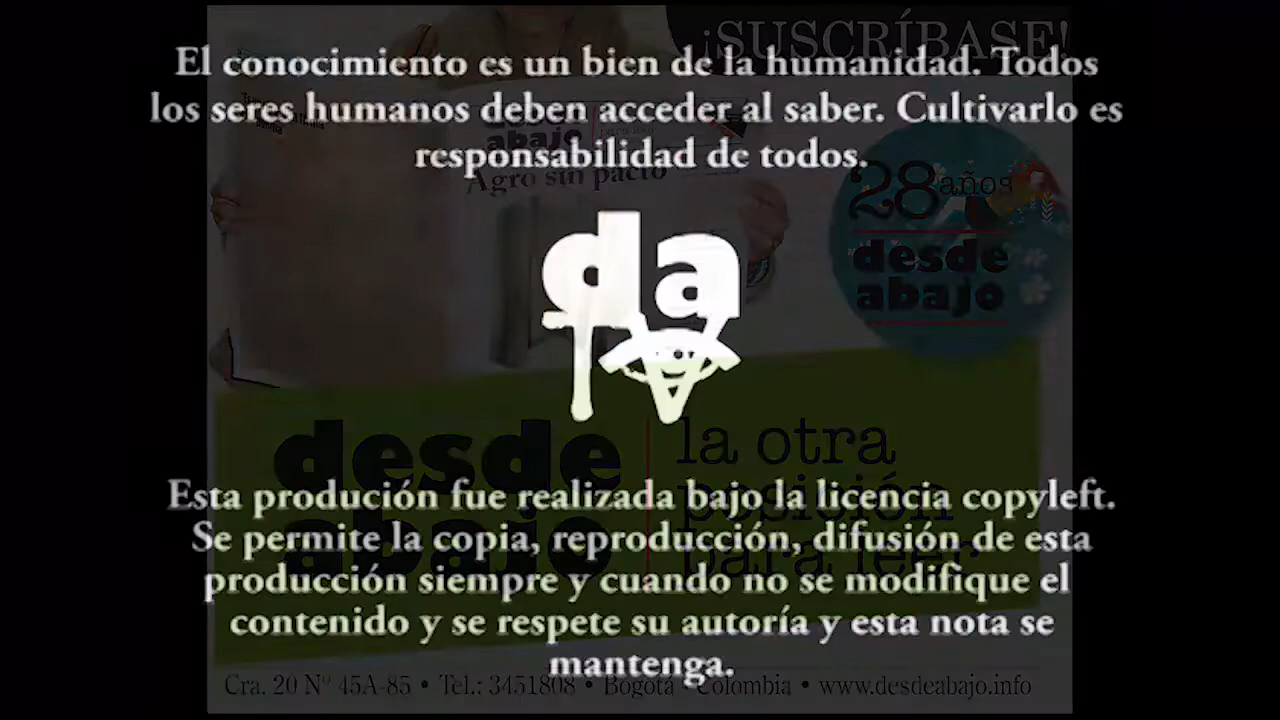 ¡SUSCRÍBASE!
El conocimiento es un bien de la humanidad. Todos
los seres humanos deben acceder al saber. Cultivarlo es
responsabilidad de todos.
desde
abajo
Agro sin pacto
28 años
desde
abajo
da
desde
abajo
la otra
posición
para leer
Esta produción fue realizada bajo la licencia copyleft.
Se permite la copia, reproducción, difusión de esta
producción siempre y cuando no se modifique el
contenido y se respete su autoría y esta nota se
mantenga.
Cra. 20 Nº 45A-85 • Tel.: 3451808 • Bogotá - Colombia • www.desdeabajo.info